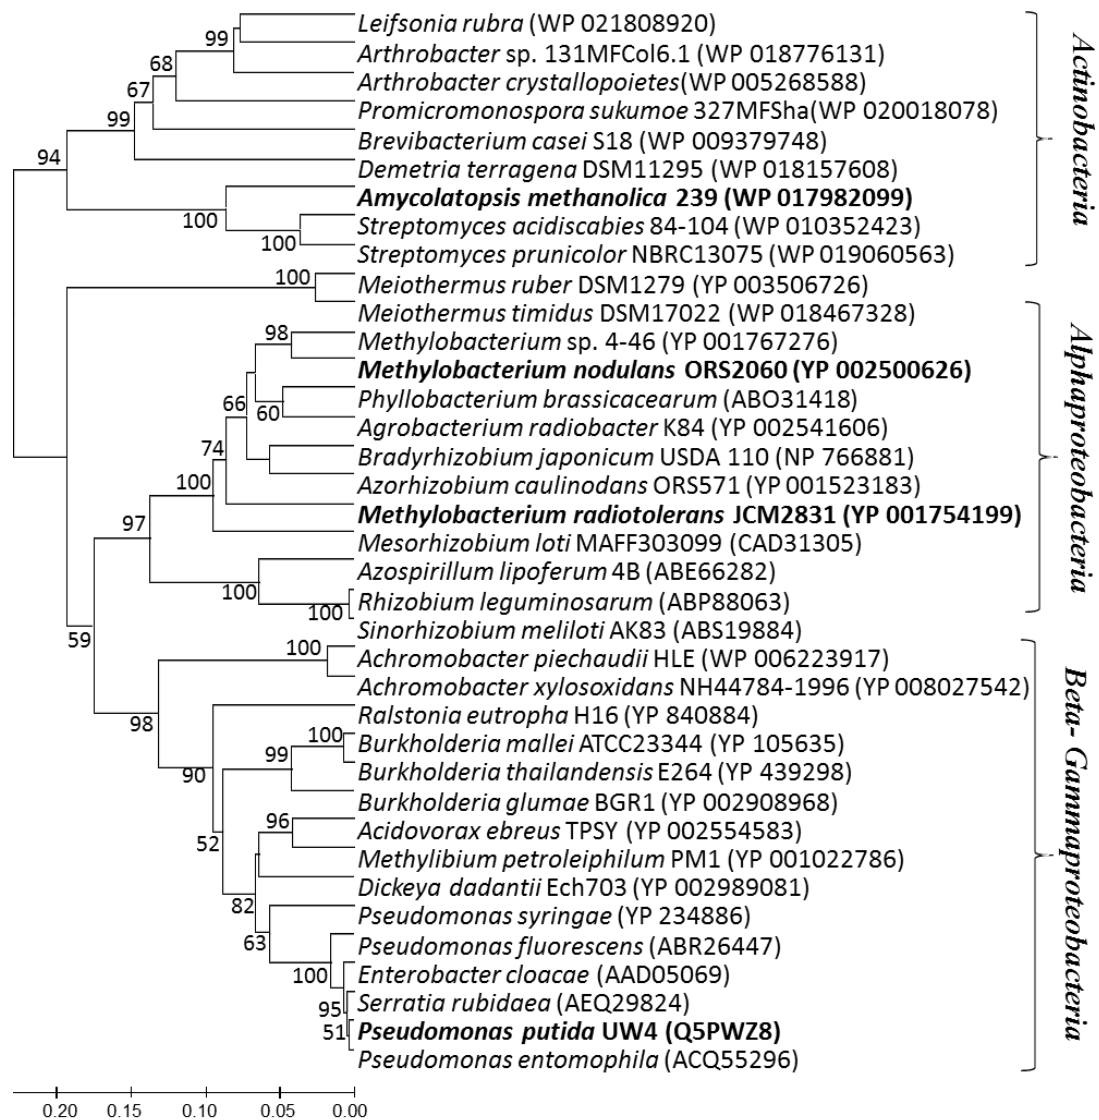 Leifsonia rubra (WP 021808920)
Arthrobacter sp. 131MFCol6.1 (WP 018776131)
Arthrobacter crystallopoietes(WP 005268588)
Promicromonospora sukumoe 327MFSha(WP 020018078)
Brevibacterium casei S18 (WP 009379748)
Demetria terragena DSM11295 (WP 018157608)
Amycolatopsis methanolica 239 (WP 017982099)
Streptomyces acidiscabies 84-104 (WP 010352423)
Streptomyces prunicolor NBRC13075 (WP 019060563)
Meiothermus ruber DSM1279 (YP 003506726)
Meiothermus timidus DSM17022 (WP 018467328)
Methylobacterium sp. 4-46 (YP 001767276)
Methylobacterium nodulans ORS2060 (YP 002500626)
Phyllobacterium brassicacearum (ABO31418)
Agrobacterium radiobacter K84 (YP 002541606)
Bradyrhizobium japonicum USDA 110 (NP 766881)
Azorhizobium caulinodans ORS571 (YP 001523183)
Methylobacterium radiotolerans JCM2831 (YP 001754199)
Mesorhizobium loti MAFF303099 (CAD31305)
Azospirillum lipoferum 4B (ABE66282)
Rhizobium leguminosarum (ABP88063)
Sinorhizobium meliloti AK83 (ABS19884)
Achromobacter piechaudii HLE (WP 006223917)
Achromobacter xylosoxidans NH44784-1996 (YP 008027542)
Ralstonia eutropha H16 (YP 840884)
Burkholderia mallei ATCC23344 (YP 105635)
Burkholderia thailandensis E264 (YP 439298)
Burkholderia glumae BGR1 (YP 002908968)
Acidovorax ebreus TPSY (YP 002554583)
Methylibium petroleiphilum PM1 (YP 001022786)
Dickeya dadantii Ech703 (YP 002989081)
Pseudomonas syringae (YP 234886)
Pseudomonas fluorescens (ABR26447)
Enterobacter cloacae (AAD05069)
Serratia rubidaea (AEQ29824)
Pseudomonas putida UW4 (Q5PWZ8)
Pseudomonas entomophila (ACQ55296)
Actinobacteria
Alphaproteobacteria
Beta- Gammaproteobacteria
99
68
67
99
94
100
100
100
98
66
60
74
100
97
100
100
59
100
98
100
99
90
96
52
82
63
100
95
51
0.20 0.15 0.10 0.05 0.00